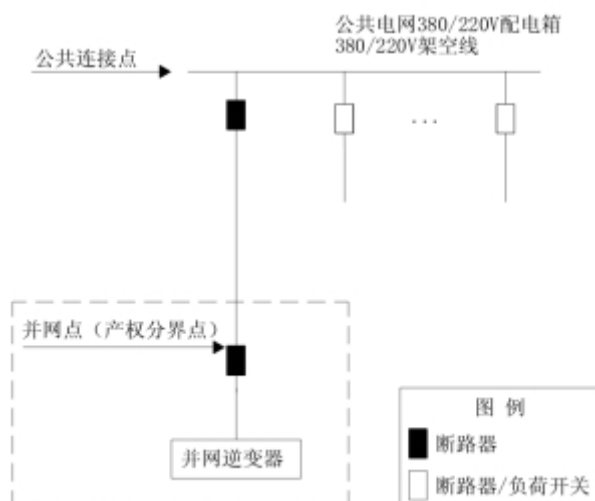 公共电网380/220V配电箱
380/220V架空线
公共连接点
...
并网点（产权分界点）
并网逆变器
图 例
断路器
断路器/负荷开关